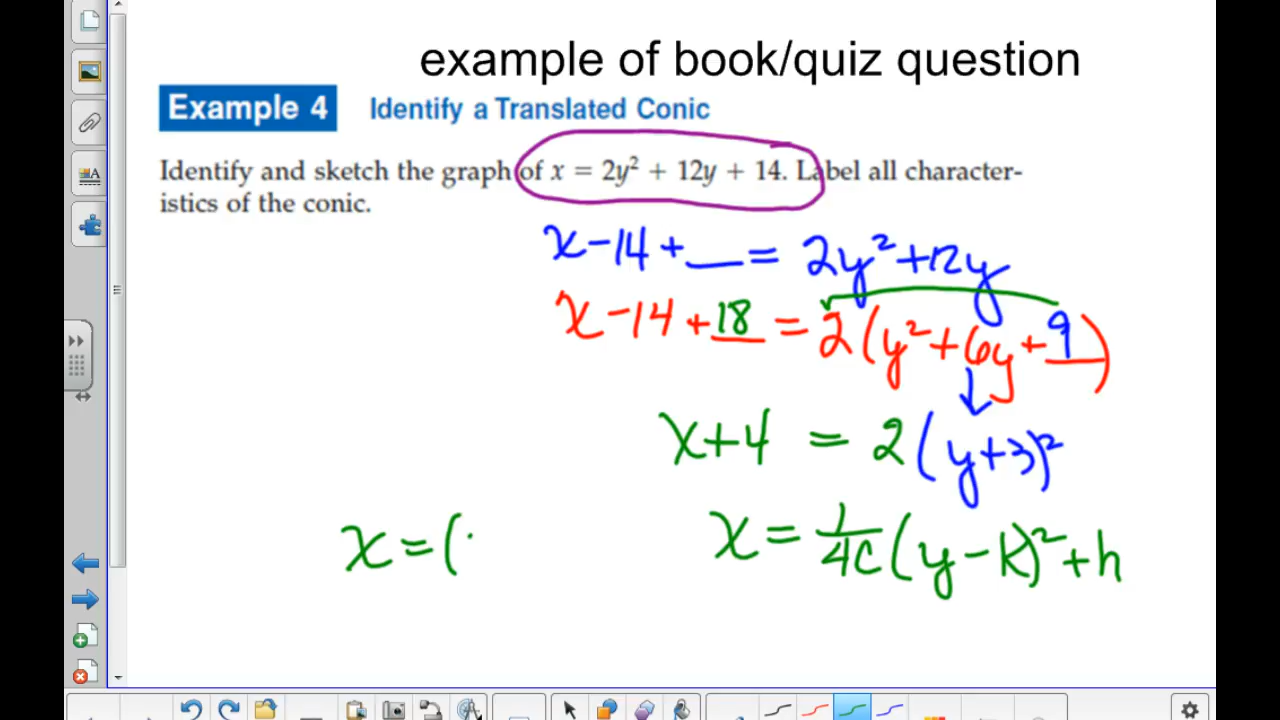 example of book/quiz question
Example 4 Identify a Translated Conic
Identify and sketch the graph of x = 2y² + 12y + 14. Label all character-
istics of the conic.
x - 14 + __ = 2y² + 12y
x - 14 + 18 = 2(y² + 6y + 9)
x + 4 = 2(y + 3)²
x = (
x = 1/4c (y - k)² + h